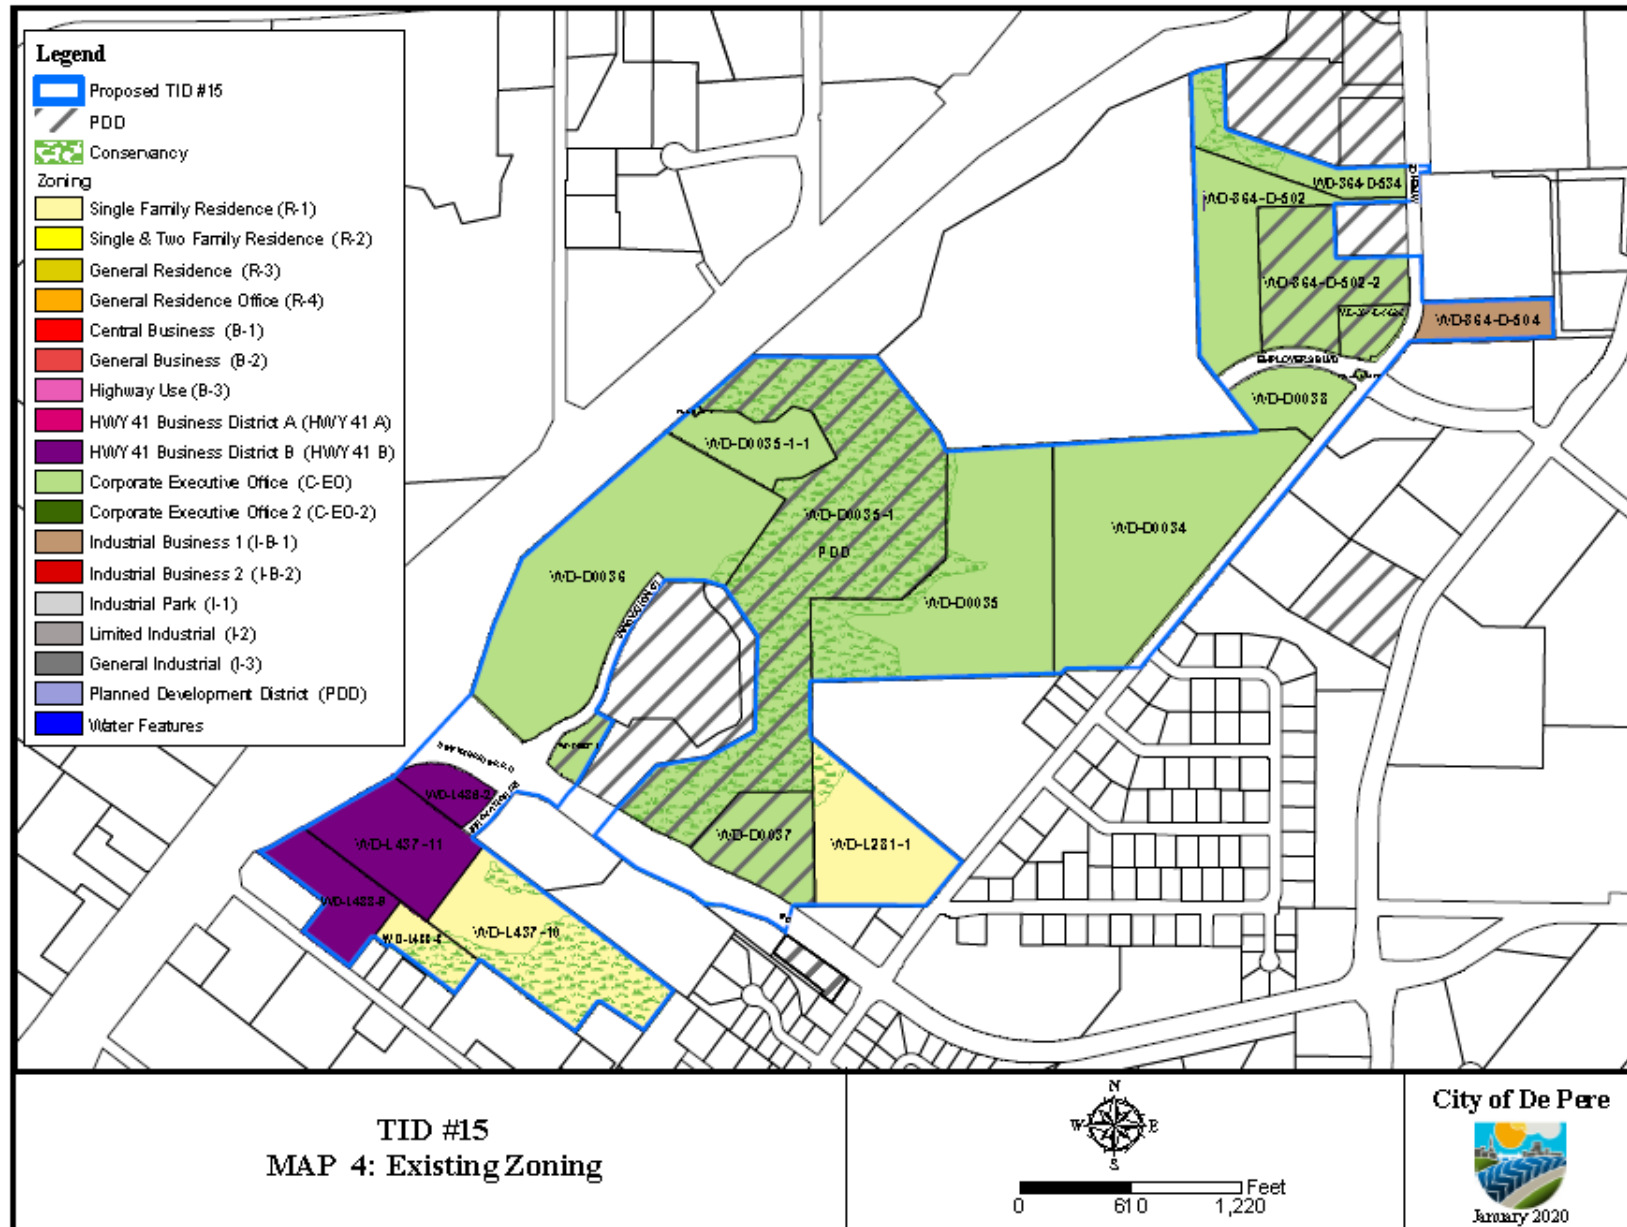 Legend
Proposed TID #15
PDD
Conservancy
Zoning
Single Family Residence (R-1)
Single & Two Family Residence (R-2)
General Residence (R-3)
General Residence Office (R-4)
Central Business (B-1)
General Business (B-2)
Highway Use (B-3)
HWY 41 Business District A (HWY 41 A)
HWY 41 Business District B (HWY 41 B)
Corporate Executive Office (C-EO)
Corporate Executive Office 2 (C-EO-2)
Industrial Business 1 (I-B-1)
Industrial Business 2 (I-B-2)
Industrial Park (I-1)
Limited Industrial (I-2)
General Industrial (I-3)
Planned Development District (PDD)
Water Features
WD-364-D-534
WD-364-D-502
WD-364-D-502-2
WD-364-D-504
EMPLOYERS BLVD
WD-D0038
WD-D0035-1-1
WD-D0035-1
PDD
WD-D0034
WD-D0036
WD-D0035
WD-L488-2
WD-D0037
WD-L437-11
WD-L281-1
WD-L437-10
TID #15
MAP 4: Existing Zoning
N
W
E
S
Feet
0
610
1,220
City of De Pere
January 2020